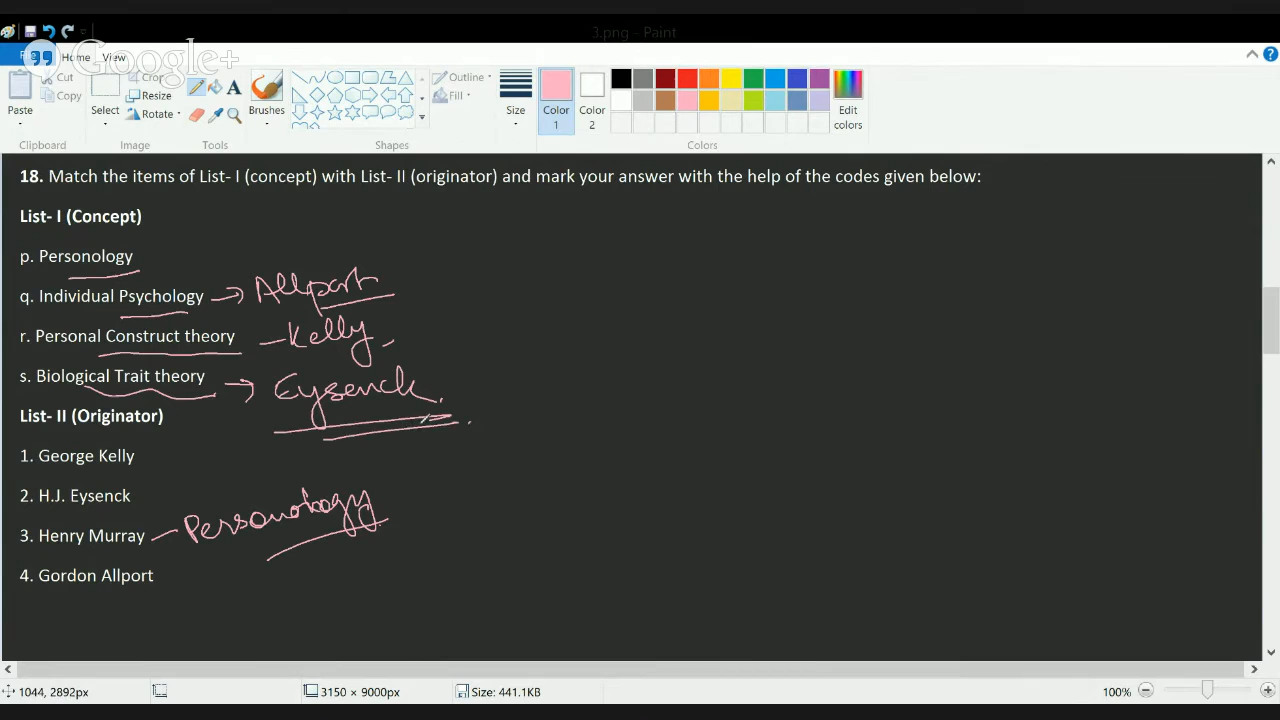 3.png - Paint
Google+
File Home View
Paste
Cut
Copy
Clipboard
Select
Crop
Resize
Rotate
Image
Tools
Brushes
Shapes
Outline
Fill
Size
Color 1
Color 2
Edit colors
Colors
18. Match the items of List- I (concept) with List- II (originator) and mark your answer with the help of the codes given below:
List- I (Concept)
p. Personology
q. Individual Psychology → Allport
r. Personal Construct theory - Kelly
s. Biological Trait theory → Eysenck.
List- II (Originator)
1. George Kelly
2. H.J. Eysenck
3. Henry Murray - Personology
4. Gordon Allport
1044, 2892px
3150 × 9000px
Size: 441.1KB
100%